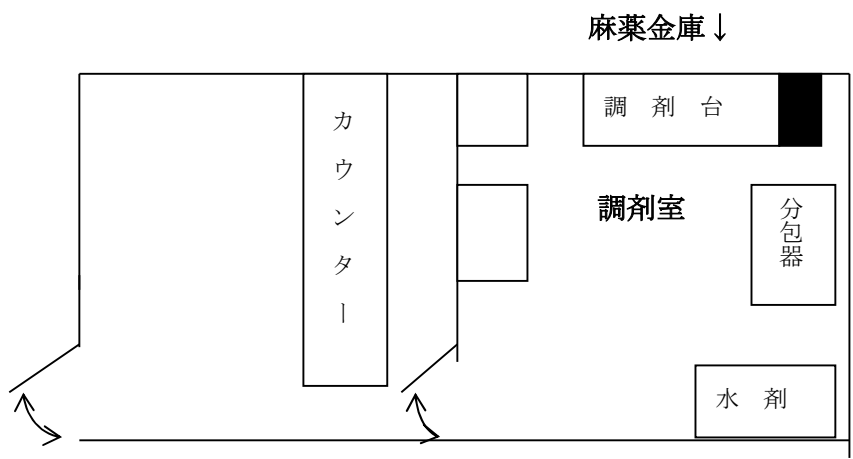 麻薬金庫↓
カウンター
調剤台
調剤室
分包器
水剤